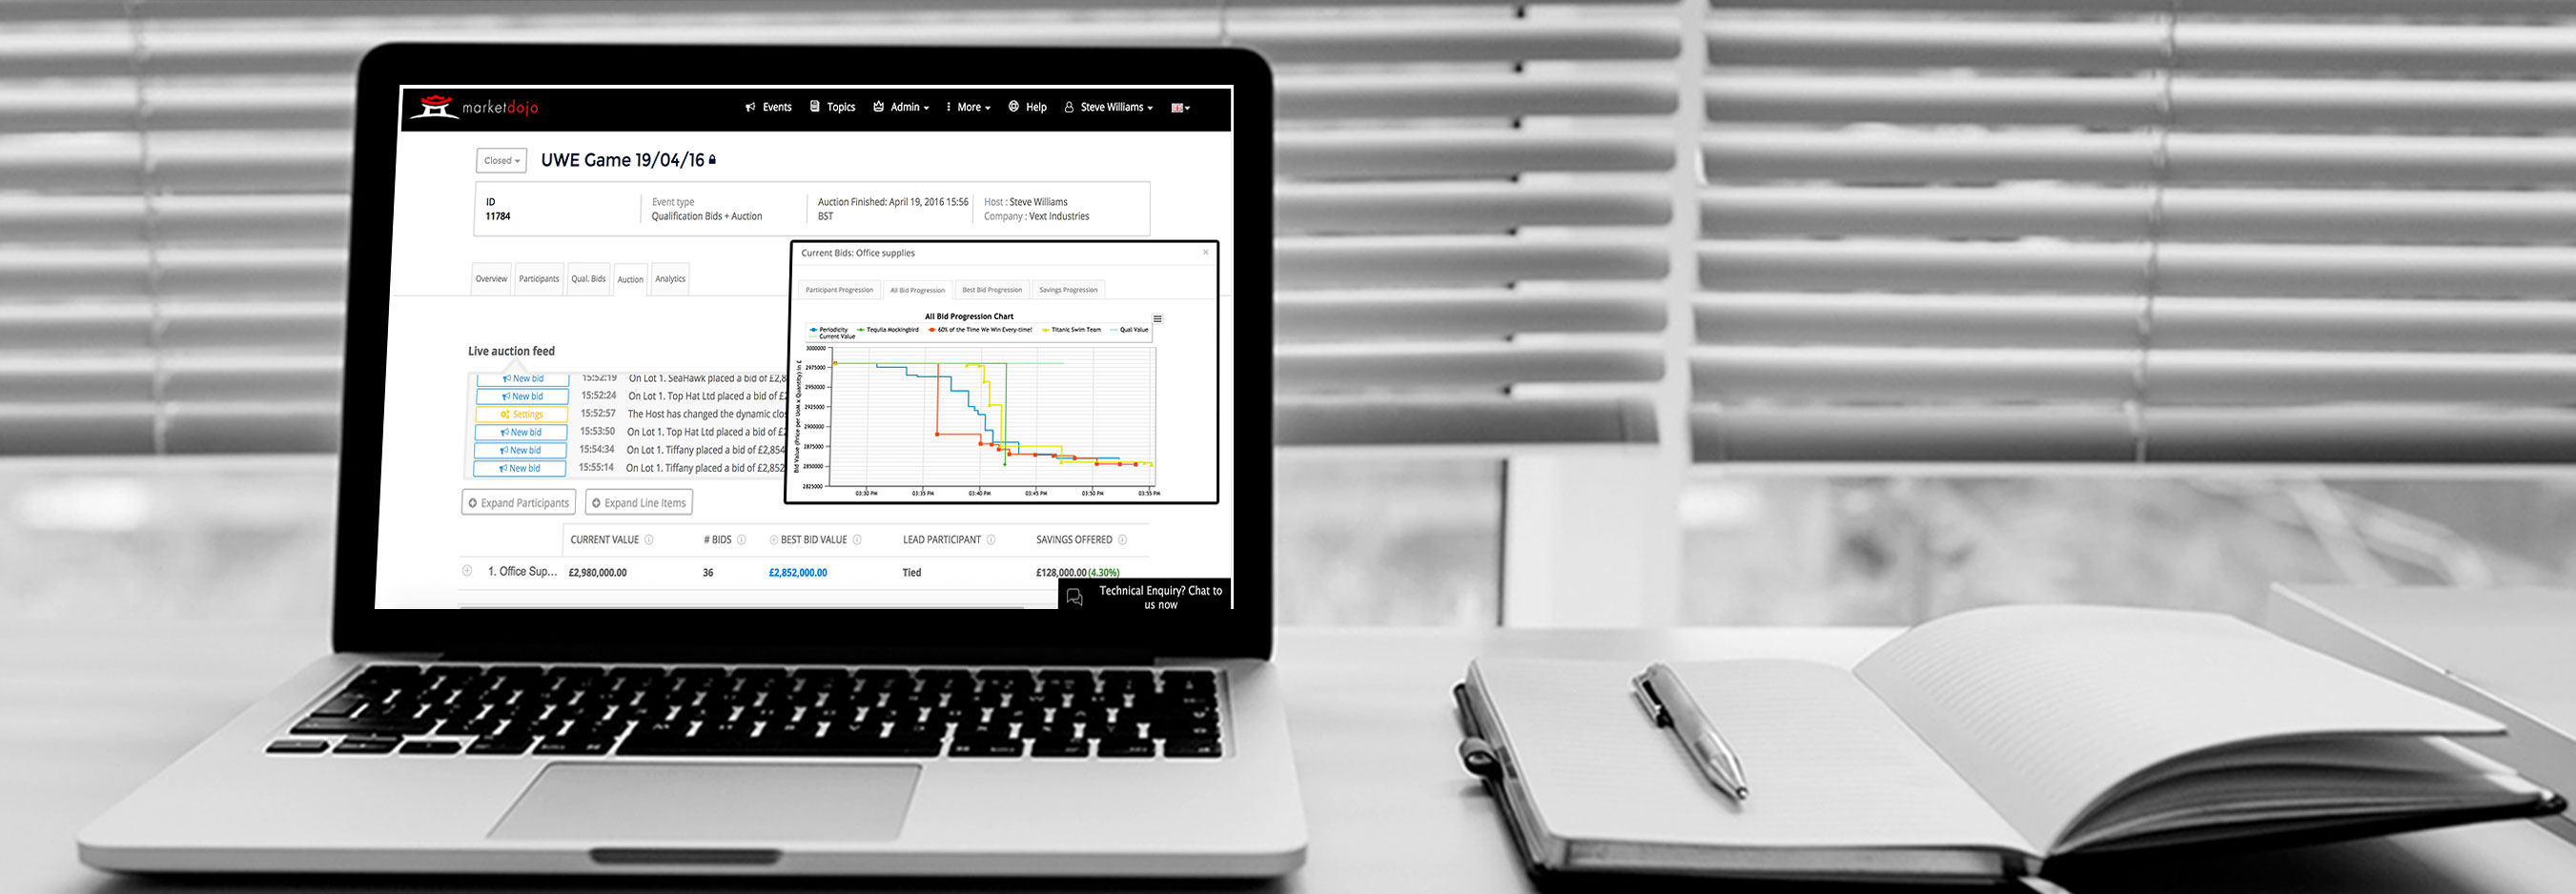 marketdojo
Events Topics Admin More Help Steve Williams
Closed UWE Game 19/04/16
ID
11784
Event type
Qualification Bids + Auction
Auction Finished: April 19, 2016 15:56
BST
Host : Steve Williams
Company : Vext Industries
Overview Participants Qual. Bids Auction Analytics
Live auction feed
New bid 15:52:19 On Lot 1. SeaHawk placed a bid of £2,8
New bid 15:52:24 On Lot 1. Top Hat Ltd placed a bid of £2
Settings 15:52:57 The Host has changed the dynamic clo
New bid 15:53:50 On Lot 1. Top Hat Ltd placed a bid of £
New bid 15:54:34 On Lot 1. Tiffany placed a bid of £2,854
New bid 15:55:14 On Lot 1. Tiffany placed a bid of £2,852
Current Bids: Office supplies ×
Participant Progression All Bid Progression Best Bid Progression Savings Progression
All Bid Progression Chart
Periodicity Tequila Mockingbird 60% of the Time We Win Every-time! Titanic Swim Team Qual Value
Current Value
Bid Value (Price per UoM x Quantity) in £
3000000
2975000
2950000
2925000
2900000
2875000
2850000
2825000
03:30 PM 03:35 PM 03:40 PM 03:45 PM 03:50 PM 03:55 PM
Expand Participants Expand Line Items
CURRENT VALUE # BIDS BEST BID VALUE LEAD PARTICIPANT SAVINGS OFFERED
1. Office Sup... £2,980,000.00 36 £2,852,000.00 Tied £128,000.00 (4.30%)
Technical Enquiry? Chat to
us now